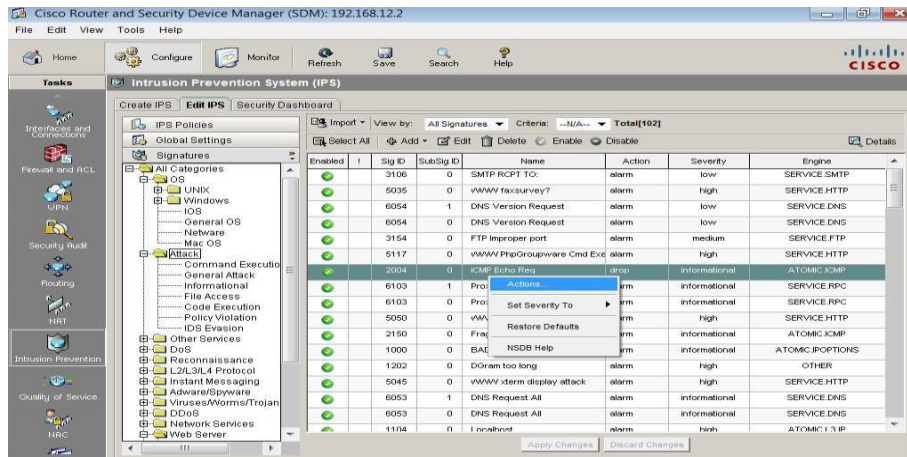 Cisco Router and Security Device Manager (SDM): 192.168.12.2
File Edit View Tools Help
Home Configure Monitor Refresh Save Search Help
CISCO
Tasks
Interfaces and Connections
Firewall and ACL
VPN
Security Audit
Routing
NAT
Intrusion Prevention
Quality of Service
NAC
Intrusion Prevention System (IPS)
Create IPS Edit IPS Security Dashboard
IPS Policies
Global Settings
Signatures
All Categories
OS
UNIX
Windows
IOS
General OS
Netware
Mac OS
Attack
Command Executio
General Attack
Informational
File Access
Code Execution
Policy Violation
IDS Evasion
Other Services
DoS
Reconnaissance
L2/L3/L4 Protocol
Instant Messaging
Adware/Spyware
Viruses/Worms/Trojan
DDoS
Network Services
Web Server
Import View by: All Signatures Criteria: --N/A-- Total[102]
Select All Add Edit Delete Enable Disable Details
Enabled ! Sig ID SubSig ID Name Action Severity Engine
3106 0 SMTP RCPT TO: alarm low SERVICE.SMTP
5035 0 WWW faxsurvey? alarm high SERVICE.HTTP
6054 1 DNS Version Request alarm low SERVICE.DNS
6054 0 DNS Version Request alarm low SERVICE.DNS
3154 0 FTP Improper port alarm medium SERVICE.FTP
5117 0 WWW PhpGroupware Cmd Exe alarm high SERVICE.HTTP
2004 0 ICMP Echo Req drop informational ATOMIC.ICMP
6103 1 Pro arm informational SERVICE.RPC
6103 0 Pro arm informational SERVICE.RPC
5050 0 WW arm high SERVICE.HTTP
2150 0 Frag arm informational ATOMIC.ICMP
1000 0 BAD arm informational ATOMIC.IPOPTIONS
1202 0 DGram too long alarm high OTHER
5045 0 WWW xterm display attack alarm high SERVICE.HTTP
6053 1 DNS Request All alarm informational SERVICE.DNS
6053 0 DNS Request All alarm informational SERVICE.DNS
1104 0 Localhost alarm high ATOMIC.L3.IP
Actions...
Set Severity To
Restore Defaults
NSDB Help
Apply Changes Discard Changes